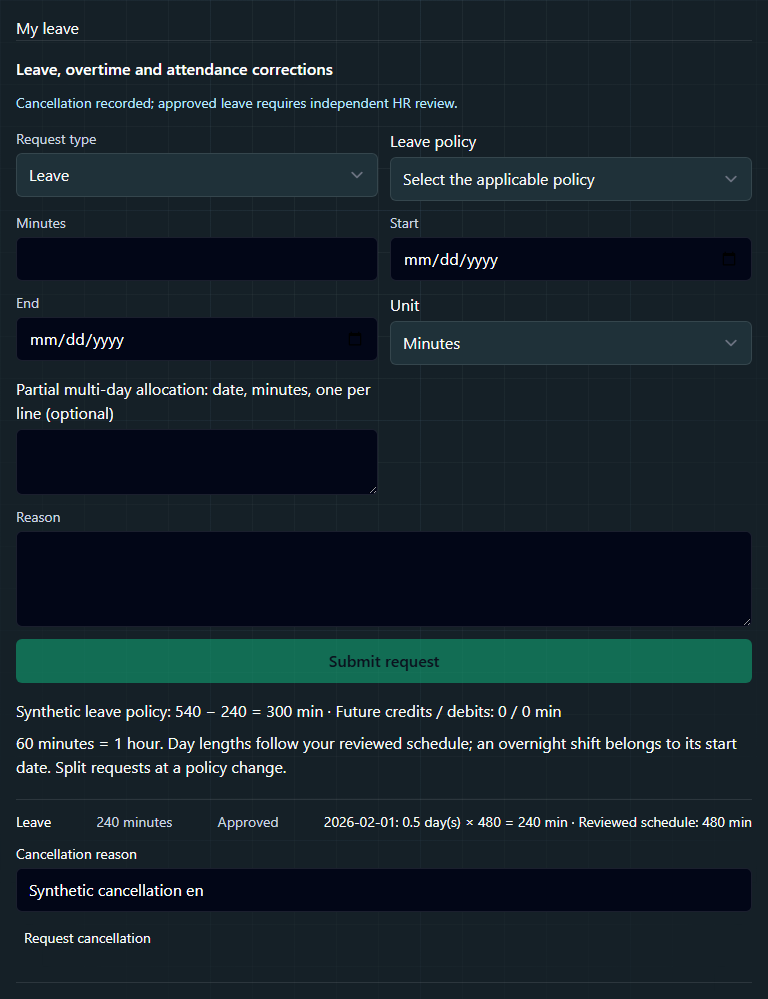 My leave
Leave, overtime and attendance corrections
Cancellation recorded; approved leave requires independent HR review.
Request type
Leave policy
Leave
Select the applicable policy
Minutes
Start
mm/dd/yyyy
End
Unit
mm/dd/yyyy
Minutes
Partial multi-day allocation: date, minutes, one per
line (optional)
Reason
Submit request
Synthetic leave policy: 540 − 240 = 300 min · Future credits / debits: 0 / 0 min
60 minutes = 1 hour. Day lengths follow your reviewed schedule; an overnight shift belongs to its start
date. Split requests at a policy change.
Leave 240 minutes Approved 2026-02-01: 0.5 day(s) × 480 = 240 min · Reviewed schedule: 480 min
Cancellation reason
Synthetic cancellation en
Request cancellation